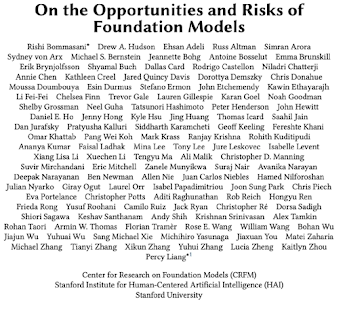 On the Opportunities and Risks of
Foundation Models
Rishi Bommasani* Drew A. Hudson Ehsan Adeli Russ Altman Simran Arora
Sydney von Arx Michael S. Bernstein Jeannette Bohg Antoine Bosselut Emma Brunskill
Erik Brynjolfsson Shyamal Buch Dallas Card Rodrigo Castellon Niladri Chatterji
Annie Chen Kathleen Creel Jared Quincy Davis Dorottya Demszky Chris Donahue
Moussa Doumbouya Esin Durmus Stefano Ermon John Etchemendy Kawin Ethayarajh
Li Fei-Fei Chelsea Finn Trevor Gale Lauren Gillespie Karan Goel Noah Goodman
Shelby Grossman Neel Guha Tatsunori Hashimoto Peter Henderson John Hewitt
Daniel E. Ho Jenny Hong Kyle Hsu Jing Huang Thomas Icard Saahil Jain
Dan Jurafsky Pratyusha Kalluri Siddharth Karamcheti Geoff Keeling Fereshte Khani
Omar Khattab Pang Wei Koh Mark Krass Ranjay Krishna Rohith Kuditipudi
Ananya Kumar Faisal Ladhak Mina Lee Tony Lee Jure Leskovec Isabelle Levent
Xiang Lisa Li Xuechen Li Tengyu Ma Ali Malik Christopher D. Manning
Suvir Mirchandani Eric Mitchell Zanele Munyikwa Suraj Nair Avanika Narayan
Deepak Narayanan Ben Newman Allen Nie Juan Carlos Niebles Hamed Nilforoshan
Julian Nyarko Giray Ogut Laurel Orr Isabel Papadimitriou Joon Sung Park Chris Piech
Eva Portelance Christopher Potts Aditi Raghunathan Rob Reich Hongyu Ren
Frieda Rong Yusuf Roohani Camilo Ruiz Jack Ryan Christopher Ré Dorsa Sadigh
Shiori Sagawa Keshav Santhanam Andy Shih Krishnan Srinivasan Alex Tamkin
Rohan Taori Armin W. Thomas Florian Tramèr Rose E. Wang William Wang Bohan Wu
Jiajun Wu Yuhuai Wu Sang Michael Xie Michihiro Yasunaga Jiaxuan You Matei Zaharia
Michael Zhang Tianyi Zhang Xikun Zhang Yuhui Zhang Lucia Zheng Kaitlyn Zhou
Percy Liang*1
Center for Research on Foundation Models (CRFM)
Stanford Institute for Human-Centered Artificial Intelligence (HAI)
Stanford University